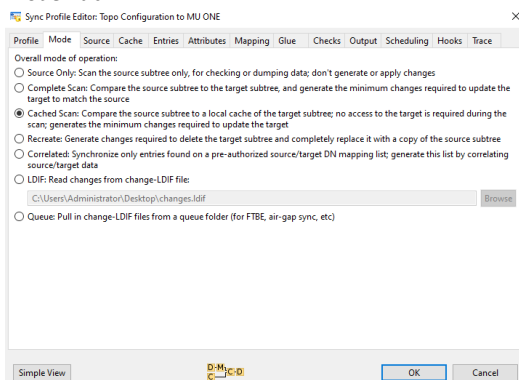 Sync Profile Editor: Topo Configuration to MU ONE
Profile Mode Source Cache Entries Attributes Mapping Glue Checks Output Scheduling Hooks Trace
Overall mode of operation:
Source Only: Scan the source subtree only, for checking or dumping data; don't generate or apply changes
Complete Scan: Compare the source subtree to the target subtree, and generate the minimum changes required to update the
target to match the source
Cached Scan: Compare the source subtree to a local cache of the target subtree; no access to the target is required during the
scan; generates the minimum changes required to update the target
Recreate: Generate changes required to delete the target subtree and completely replace it with a copy of the source subtree
Correlated: Synchronize only entries found on a pre-authorized source/target DN mapping list; generate this list by correlating
source/target data
LDIF: Read changes from change-LDIF file:
C:\Users\Administrator\Desktop\changes.ldif Browse
Queue: Pull in change-LDIF files from a queue folder (for FTBE, air-gap sync, etc)
D-M
C C-D
Simple View OK Cancel